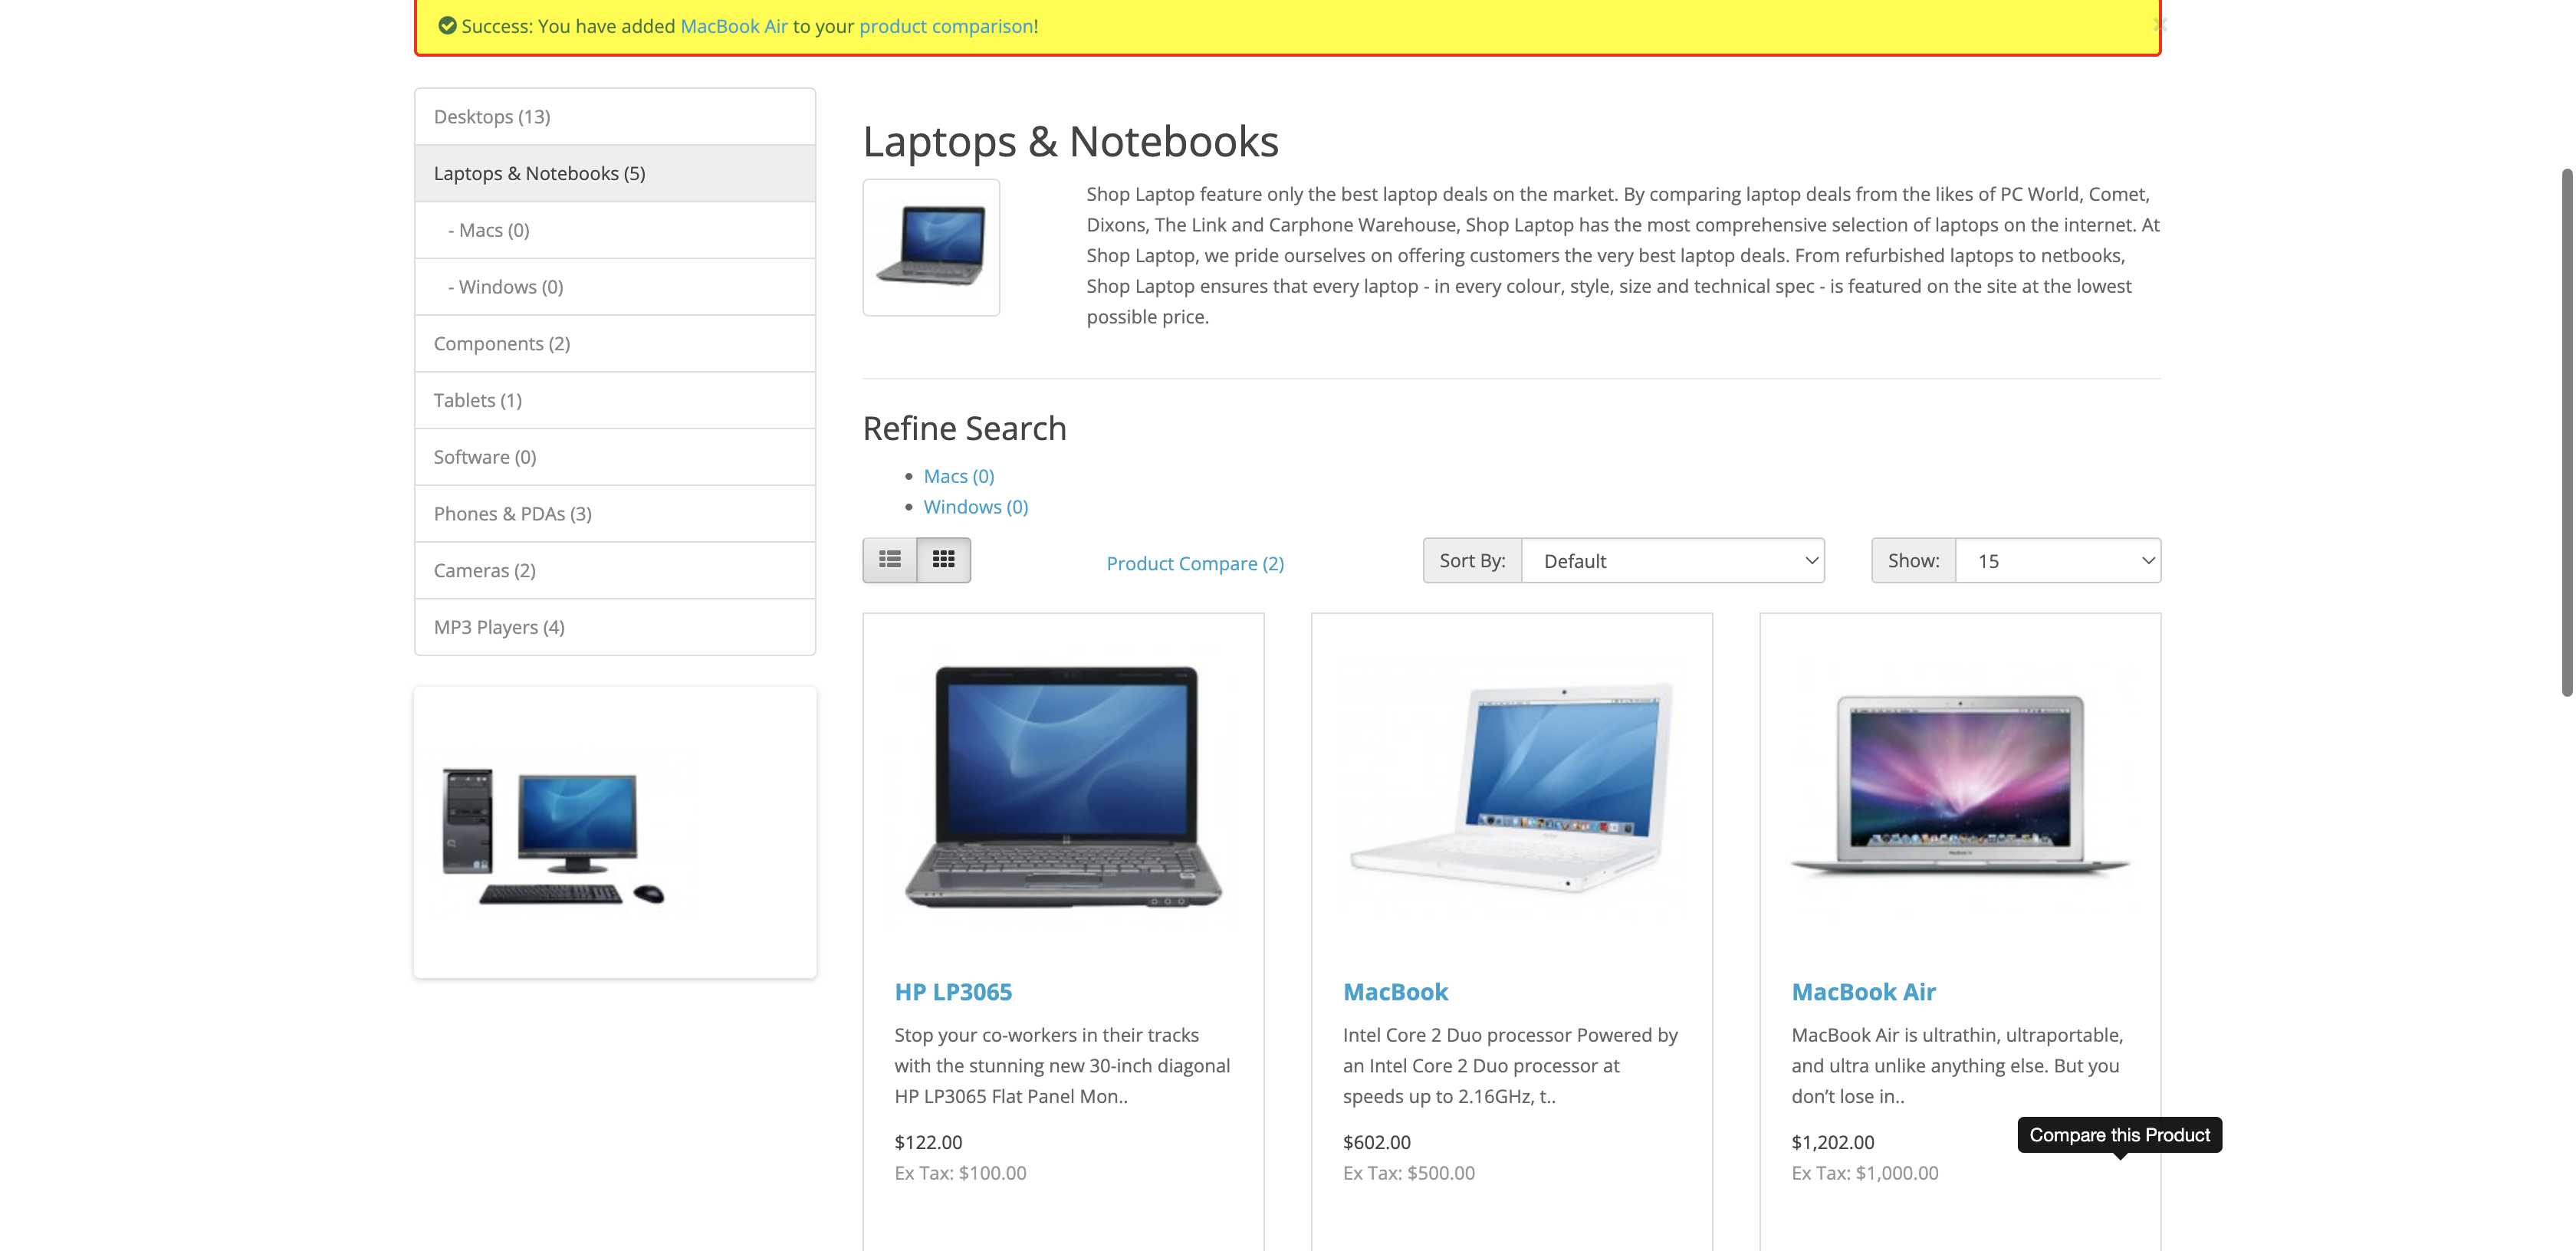 Success: You have added MacBook Air to your product comparison!
×
Desktops (13)
Laptops & Notebooks (5)
- Macs (0)
- Windows (0)
Components (2)
Tablets (1)
Software (0)
Phones & PDAs (3)
Cameras (2)
MP3 Players (4)
Laptops & Notebooks
Shop Laptop feature only the best laptop deals on the market. By comparing laptop deals from the likes of PC World, Comet,
Dixons, The Link and Carphone Warehouse, Shop Laptop has the most comprehensive selection of laptops on the internet. At
Shop Laptop, we pride ourselves on offering customers the very best laptop deals. From refurbished laptops to netbooks,
Shop Laptop ensures that every laptop - in every colour, style, size and technical spec - is featured on the site at the lowest
possible price.
Refine Search
• Macs (0)
• Windows (0)
Product Compare (2)
Sort By: Default
Show: 15
HP LP3065
Stop your co-workers in their tracks
with the stunning new 30-inch diagonal
HP LP3065 Flat Panel Mon..
$122.00
Ex Tax: $100.00
MacBook
Intel Core 2 Duo processor Powered by
an Intel Core 2 Duo processor at
speeds up to 2.16GHz, t..
$602.00
Ex Tax: $500.00
MacBook Air
MacBook Air is ultrathin, ultraportable,
and ultra unlike anything else. But you
don’t lose in..
Compare this Product
$1,202.00
Ex Tax: $1,000.00